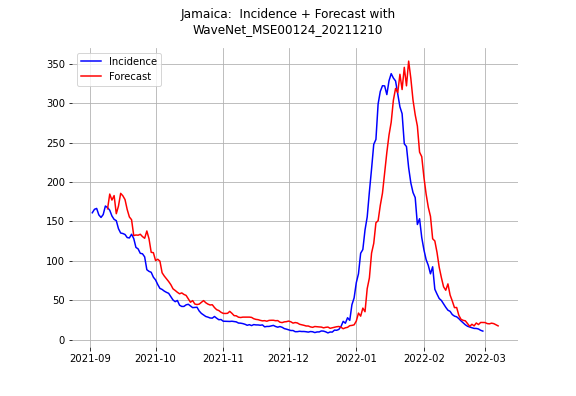 Jamaica:  Incidence + Forecast with
WaveNet_MSE00124_20211210
Incidence
Forecast
350
300
250
200
150
100
50
0
2021-09 2021-10 2021-11 2021-12 2022-01 2022-02 2022-03